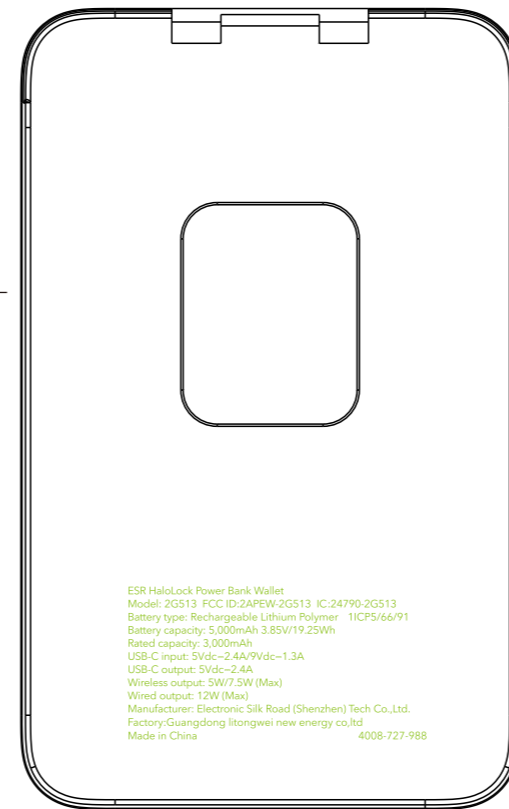 ESR HaloLock Power Bank Wallet
Model: 2G513 FCC ID:2APEW-2G513 IC:24790-2G513
Battery type: Rechargeable Lithium Polymer 1ICP5/66/91
Battery capacity: 5,000mAh 3.85V/19.25Wh
Rated capacity: 3,000mAh
USB-C input: 5Vdc⎓2.4A/9Vdc⎓1.3A
USB-C output: 5Vdc⎓2.4A
Wireless output: 5W/7.5W (Max)
Wired output: 12W (Max)
Manufacturer: Electronic Silk Road (Shenzhen) Tech Co.,Ltd.
Factory:Guangdong litongwei new energy co,ltd
Made in China 4008-727-988